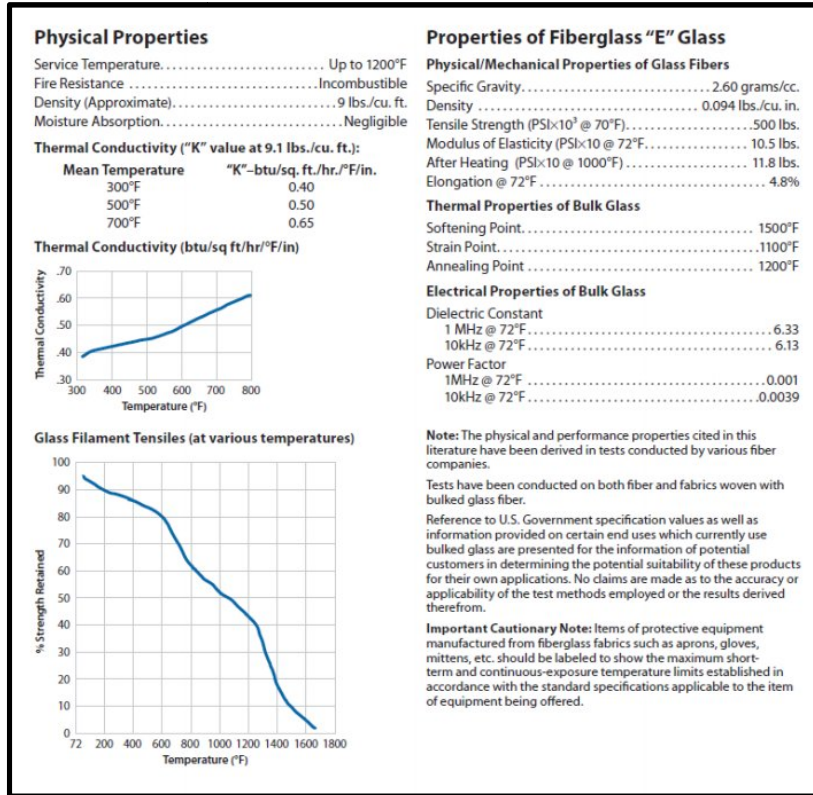 Physical Properties
Service Temperature........................... Up to 1200°F
Fire Resistance ................................Incombustible
Density (Approximate)...........................9 lbs./cu. ft.
Moisture Absorption..........................Negligible
Thermal Conductivity ("K" value at 9.1 lbs./cu. ft.):
Mean Temperature "K"–btu/sq. ft./hr./°F/in.
300°F 0.40
500°F 0.50
700°F 0.65
Thermal Conductivity (btu/sq ft/hr/°F/in)
Thermal Conductivity
.70
.60
.50
.40
.30
300 400 500 600 700 800
Temperature (°F)
Glass Filament Tensiles (at various temperatures)
% Strength Retained
100
90
80
70
60
50
40
30
20
10
0
72 200 400 600 800 1000 1200 1400 1600 1800
Temperature (°F)
Properties of Fiberglass "E" Glass
Physical/Mechanical Properties of Glass Fibers
Specific Gravity...............................2.60 grams/cc.
Density ................................... 0.094 lbs./cu. in.
Tensile Strength (PSI×10³ @ 70°F)....................500 lbs.
Modulus of Elasticity (PSI×10 @ 72°F................. 10.5 lbs.
After Heating (PSI×10 @ 1000°F) .................... 11.8 lbs.
Elongation @ 72°F .................................... 4.8%
Thermal Properties of Bulk Glass
Softening Point.................................... 1500°F
Strain Point.........................................1100°F
Annealing Point .................................... 1200°F
Electrical Properties of Bulk Glass
Dielectric Constant
1 MHz @ 72°F........................................6.33
10kHz @ 72°F........................................ 6.13
Power Factor
1MHz @ 72°F .......................................0.001
10kHz @ 72°F......................................0.0039
Note: The physical and performance properties cited in this
literature have been derived in tests conducted by various fiber
companies.
Tests have been conducted on both fiber and fabrics woven with
bulked glass fiber.
Reference to U.S. Government specification values as well as
information provided on certain end uses which currently use
bulked glass are presented for the information of potential
customers in determining the potential suitability of these products
for their own applications. No claims are made as to the accuracy or
applicability of the test methods employed or the results derived
therefrom.
Important Cautionary Note: Items of protective equipment
manufactured from fiberglass fabrics such as aprons, gloves,
mittens, etc. should be labeled to show the maximum short-
term and continuous-exposure temperature limits established in
accordance with the standard specifications applicable to the item
of equipment being offered.